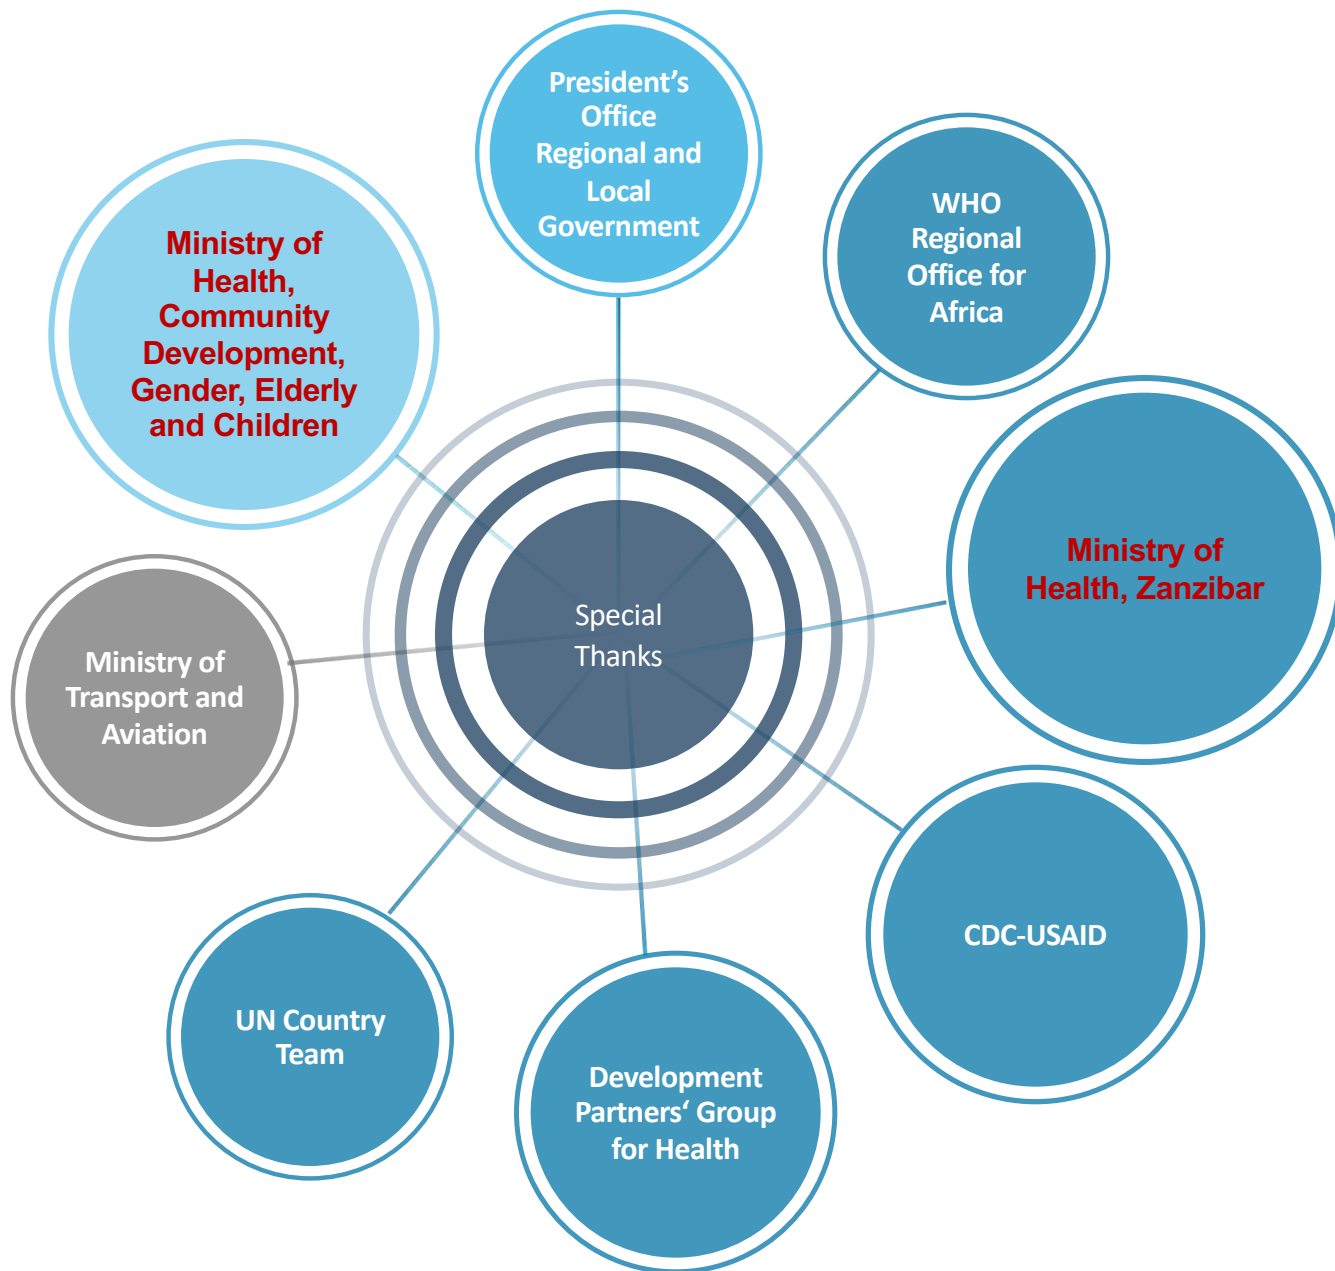 President’s
Office
Regional and
Local
Government
WHO
Regional
Office for
Africa
Ministry of
Health,
Community
Development,
Gender, Elderly
and Children
Ministry of
Health, Zanzibar
Special
Thanks
Ministry of
Transport and
Aviation
CDC-USAID
UN Country
Team
Development
Partners‘ Group
for Health